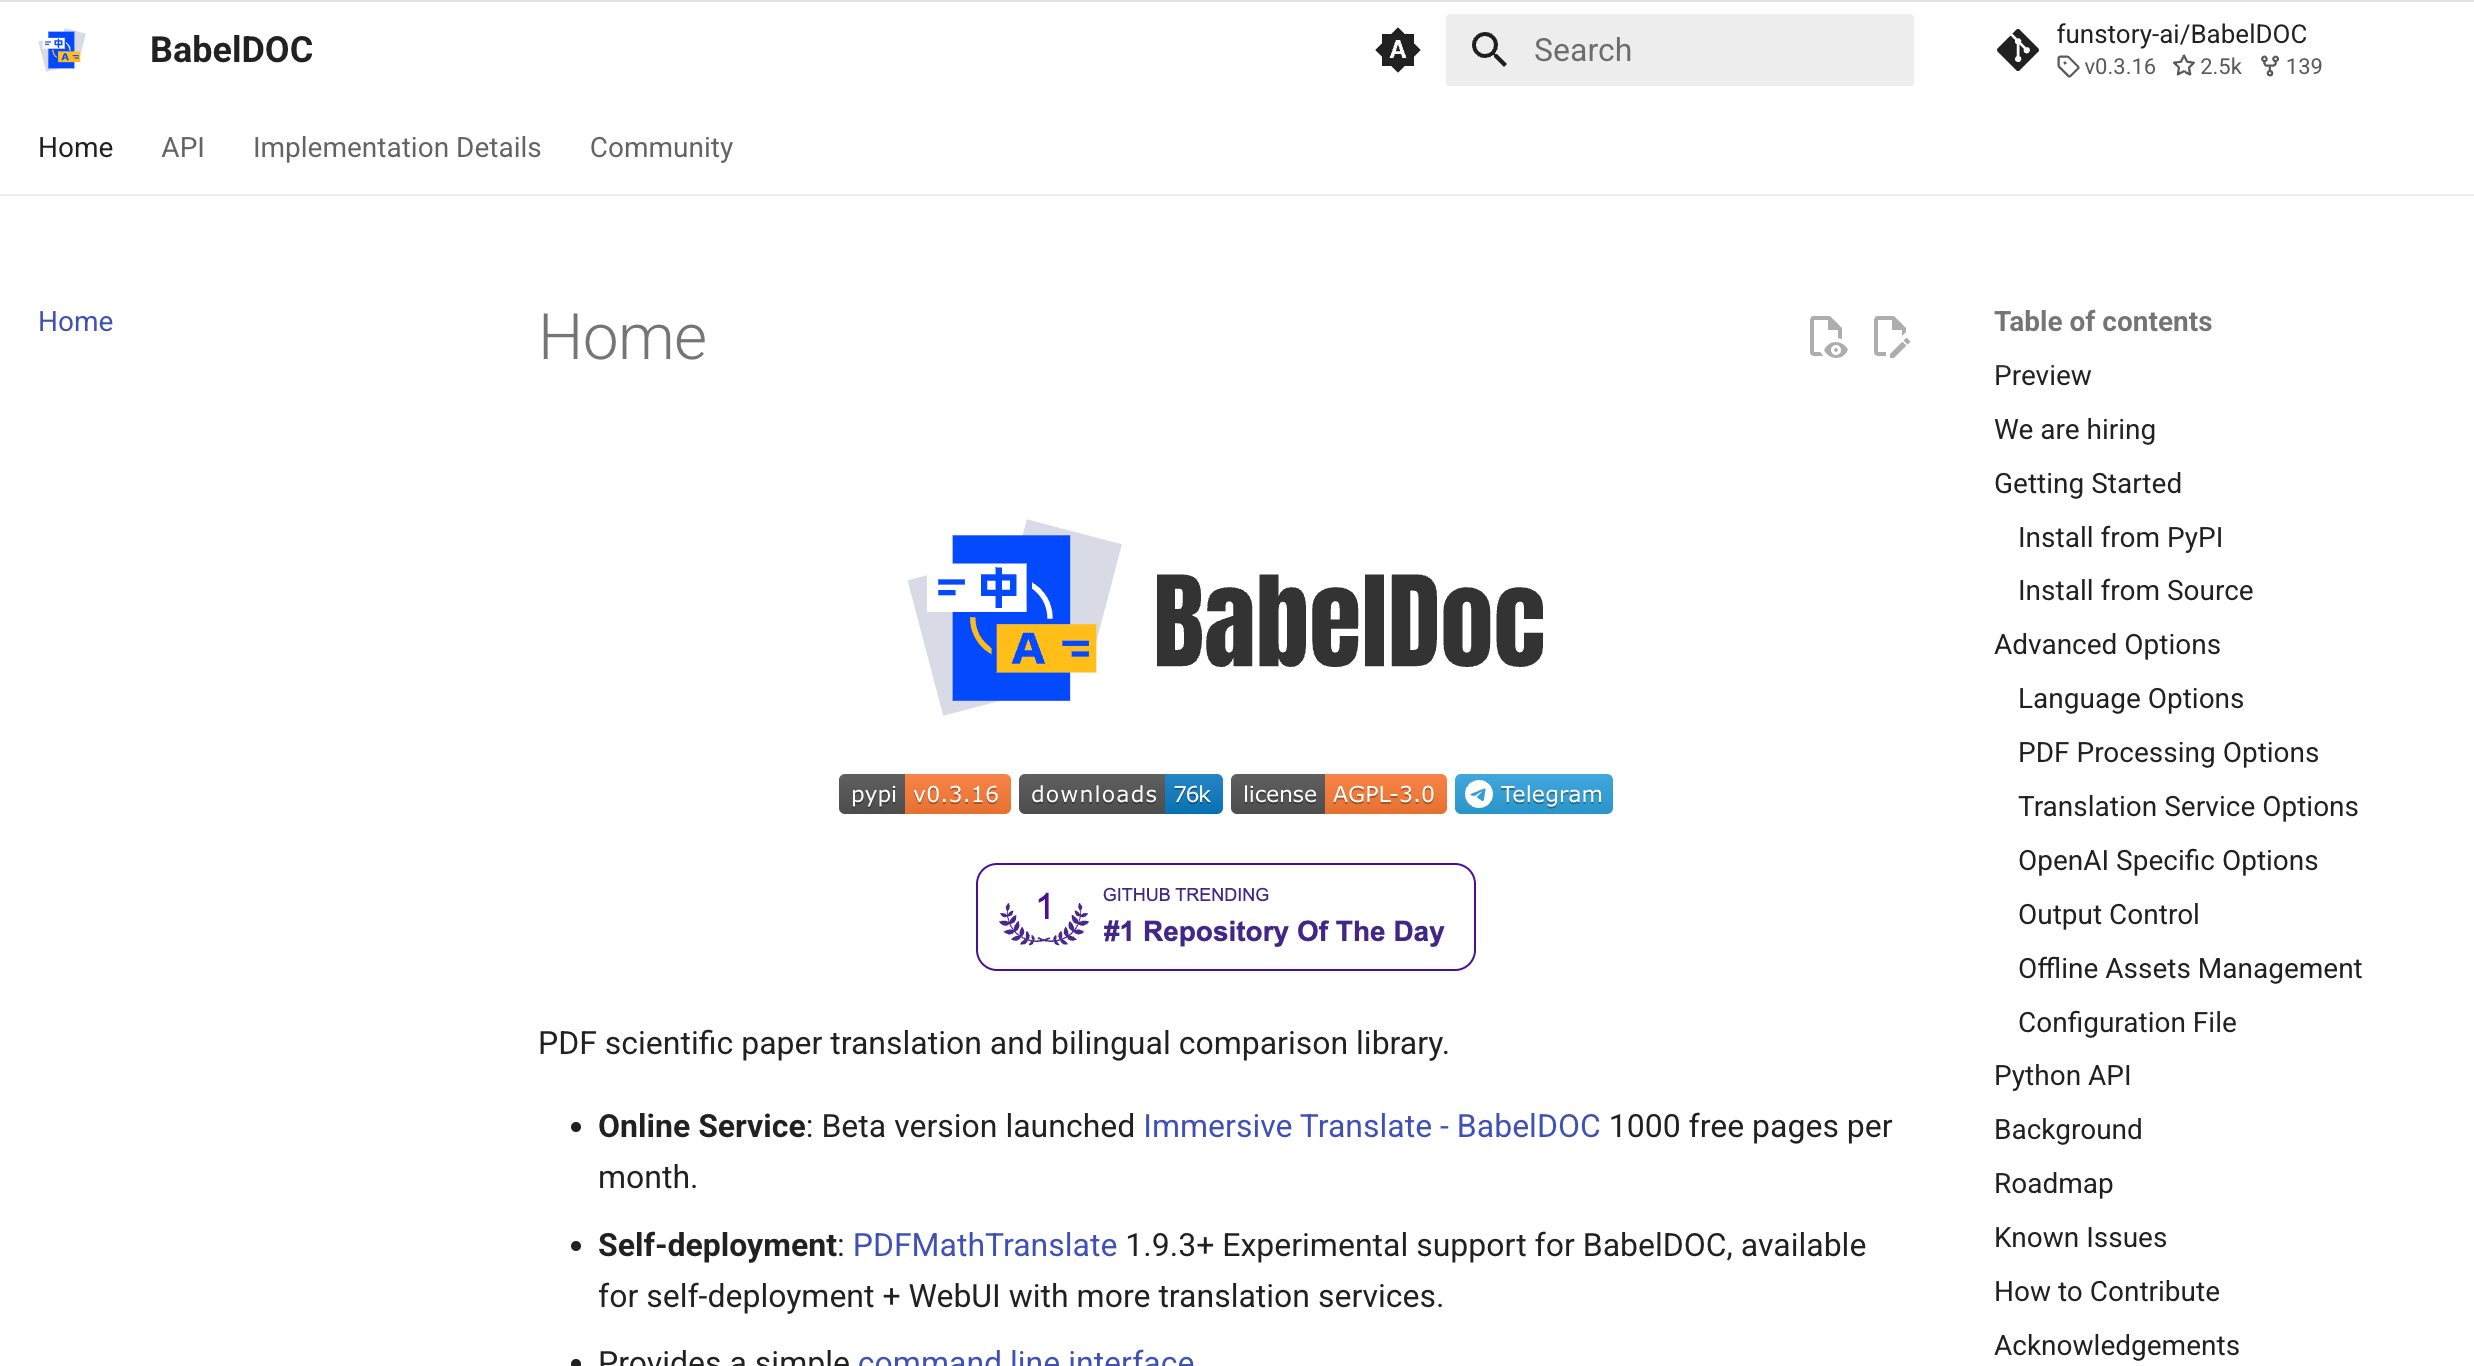 BabelDOC
A
Search
funstory-ai/BabelDOC
v0.3.16 2.5k 139
Home API Implementation Details Community
Home
Home
中
A
BabelDoc
pypi v0.3.16 downloads 76k license AGPL-3.0 Telegram
1
GITHUB TRENDING
#1 Repository Of The Day
PDF scientific paper translation and bilingual comparison library.
• Online Service: Beta version launched Immersive Translate - BabelDOC 1000 free pages per
month.
• Self-deployment: PDFMathTranslate 1.9.3+ Experimental support for BabelDOC, available
for self-deployment + WebUI with more translation services.
• Provides a simple command line interface
Table of contents
Preview
We are hiring
Getting Started
Install from PyPI
Install from Source
Advanced Options
Language Options
PDF Processing Options
Translation Service Options
OpenAI Specific Options
Output Control
Offline Assets Management
Configuration File
Python API
Background
Roadmap
Known Issues
How to Contribute
Acknowledgements